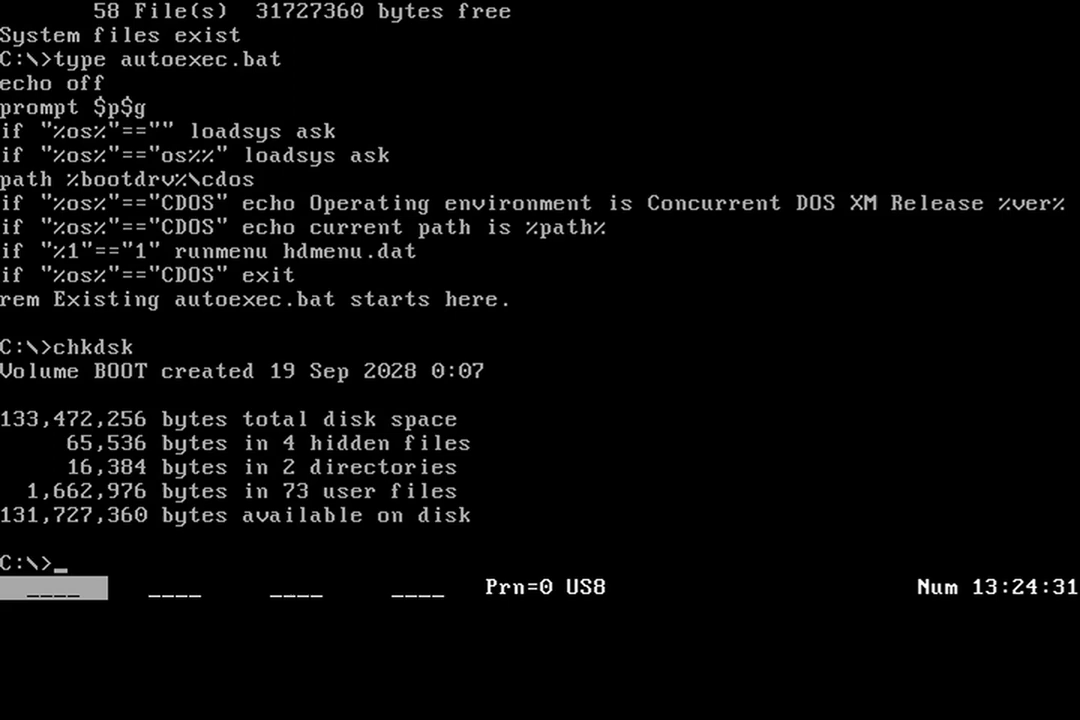 58 File(s) 31727360 bytes free
System files exist
C:\>type autoexec.bat
echo off
prompt $p$g
if "%os%"=="" loadsys ask
if "%os%"=="os%%" loadsys ask
path %bootdrv%\cdos
if "%os%"=="CDOS" echo Operating environment is Concurrent DOS XM Release %ver%
if "%os%"=="CDOS" echo current path is %path%
if "%1"=="1" runmenu hdmenu.dat
if "%os%"=="CDOS" exit
rem Existing autoexec.bat starts here.
C:\>chkdsk
Volume BOOT created 19 Sep 2028 0:07
133,472,256 bytes total disk space
65,536 bytes in 4 hidden files
16,384 bytes in 2 directories
1,662,976 bytes in 73 user files
131,727,360 bytes available on disk
C:\>_
____ ____ ____ ____ Prn=0 US8 Num 13:24:31